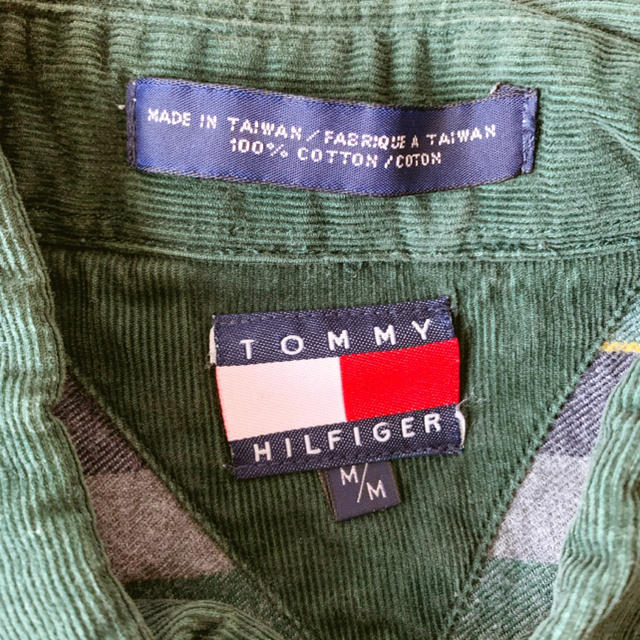 MADE IN TAIWAN / FABRIQUE A TAIWAN
100% COTTON / COTON
TOMMY
HILFIGER
M/M